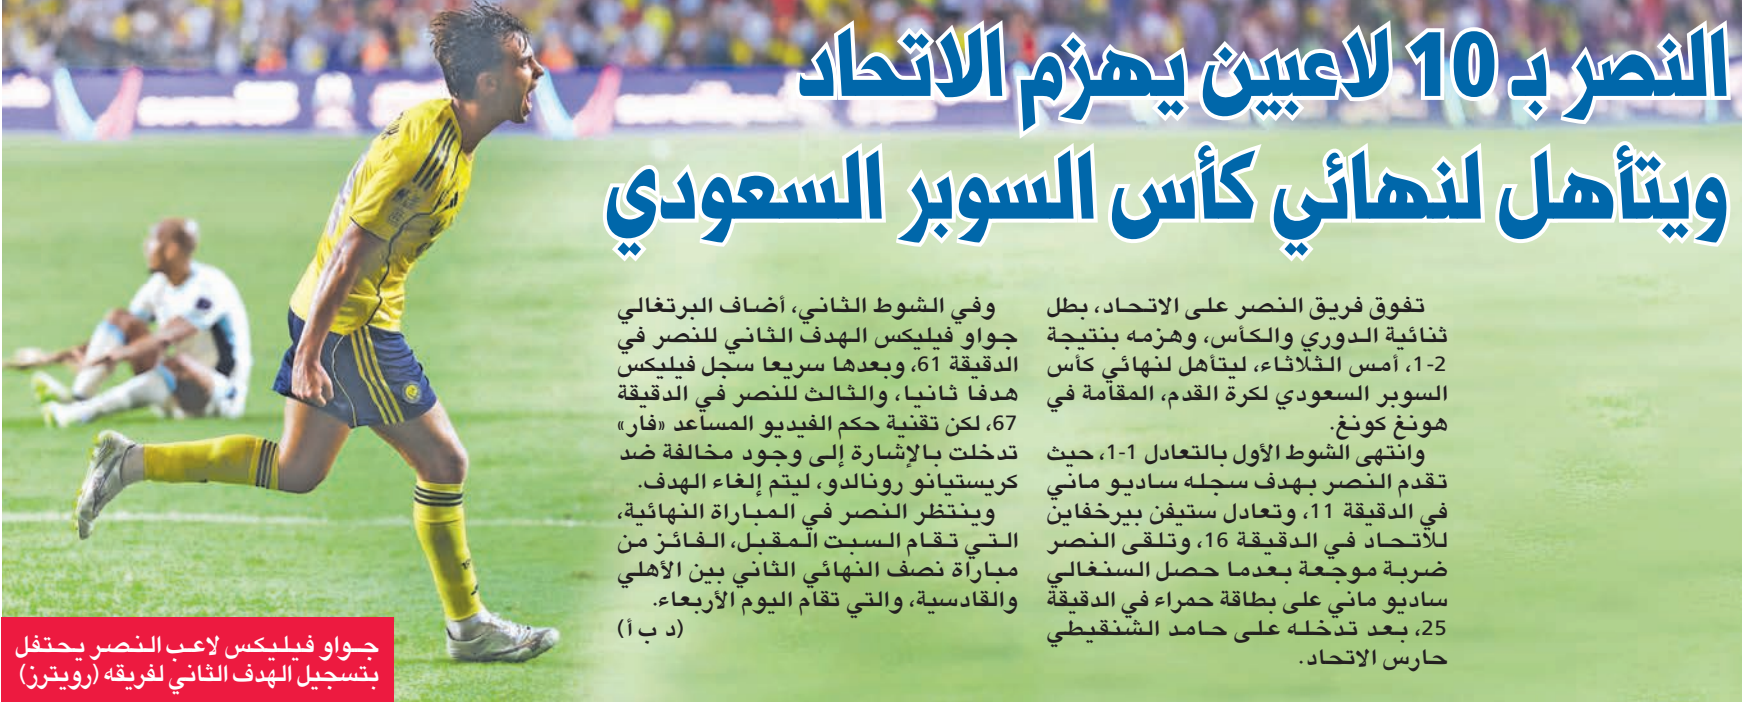 النصر بـ 10 لاعبين يهزم الاتحاد
ويتأهل لنهائي كأس السوبر السعودي
تفوق فريق النصر على الاتحاد، بطل
ثنائية الدوري والكأس، وهزمه بنتيجة
2-1، أمس الثلاثاء، ليتأهل لنهائي كأس
السوبر السعودي لكرة القدم، المقامة في
هونغ كونغ.
وانتهى الشوط الأول بالتعادل 1-1، حيث
تقدم النصر بهدف سجله ساديو ماني
في الدقيقة 11، وتعادل ستيفن بيرخفاين
للاتحاد في الدقيقة 16، وتلقى النصر
ضربة موجعة بعدما حصل السنغالي
ساديو ماني على بطاقة حمراء في الدقيقة
25، بعد تدخله على حامد الشنقيطي
حارس الاتحاد.
وفي الشوط الثاني، أضاف البرتغالي
جواو فيليكس الهدف الثاني للنصر في
الدقيقة 61، وبعدها سريعا سجل فيليكس
هدفا ثانيا، والثالث للنصر في الدقيقة
67، لكن تقنية حكم الفيديو المساعد «فار»
تدخلت بالإشارة إلى وجود مخالفة ضد
كريستيانو رونالدو، ليتم إلغاء الهدف.
وينتظر النصر في المباراة النهائية،
التي تقام السبت المقبل، الفائز من
مباراة نصف النهائي الثاني بين الأهلي
والقادسية، والتي تقام اليوم الأربعاء.
(د ب أ)
جواو فيليكس لاعب النصر يحتفل
بتسجيل الهدف الثاني لفريقه (رويترز)